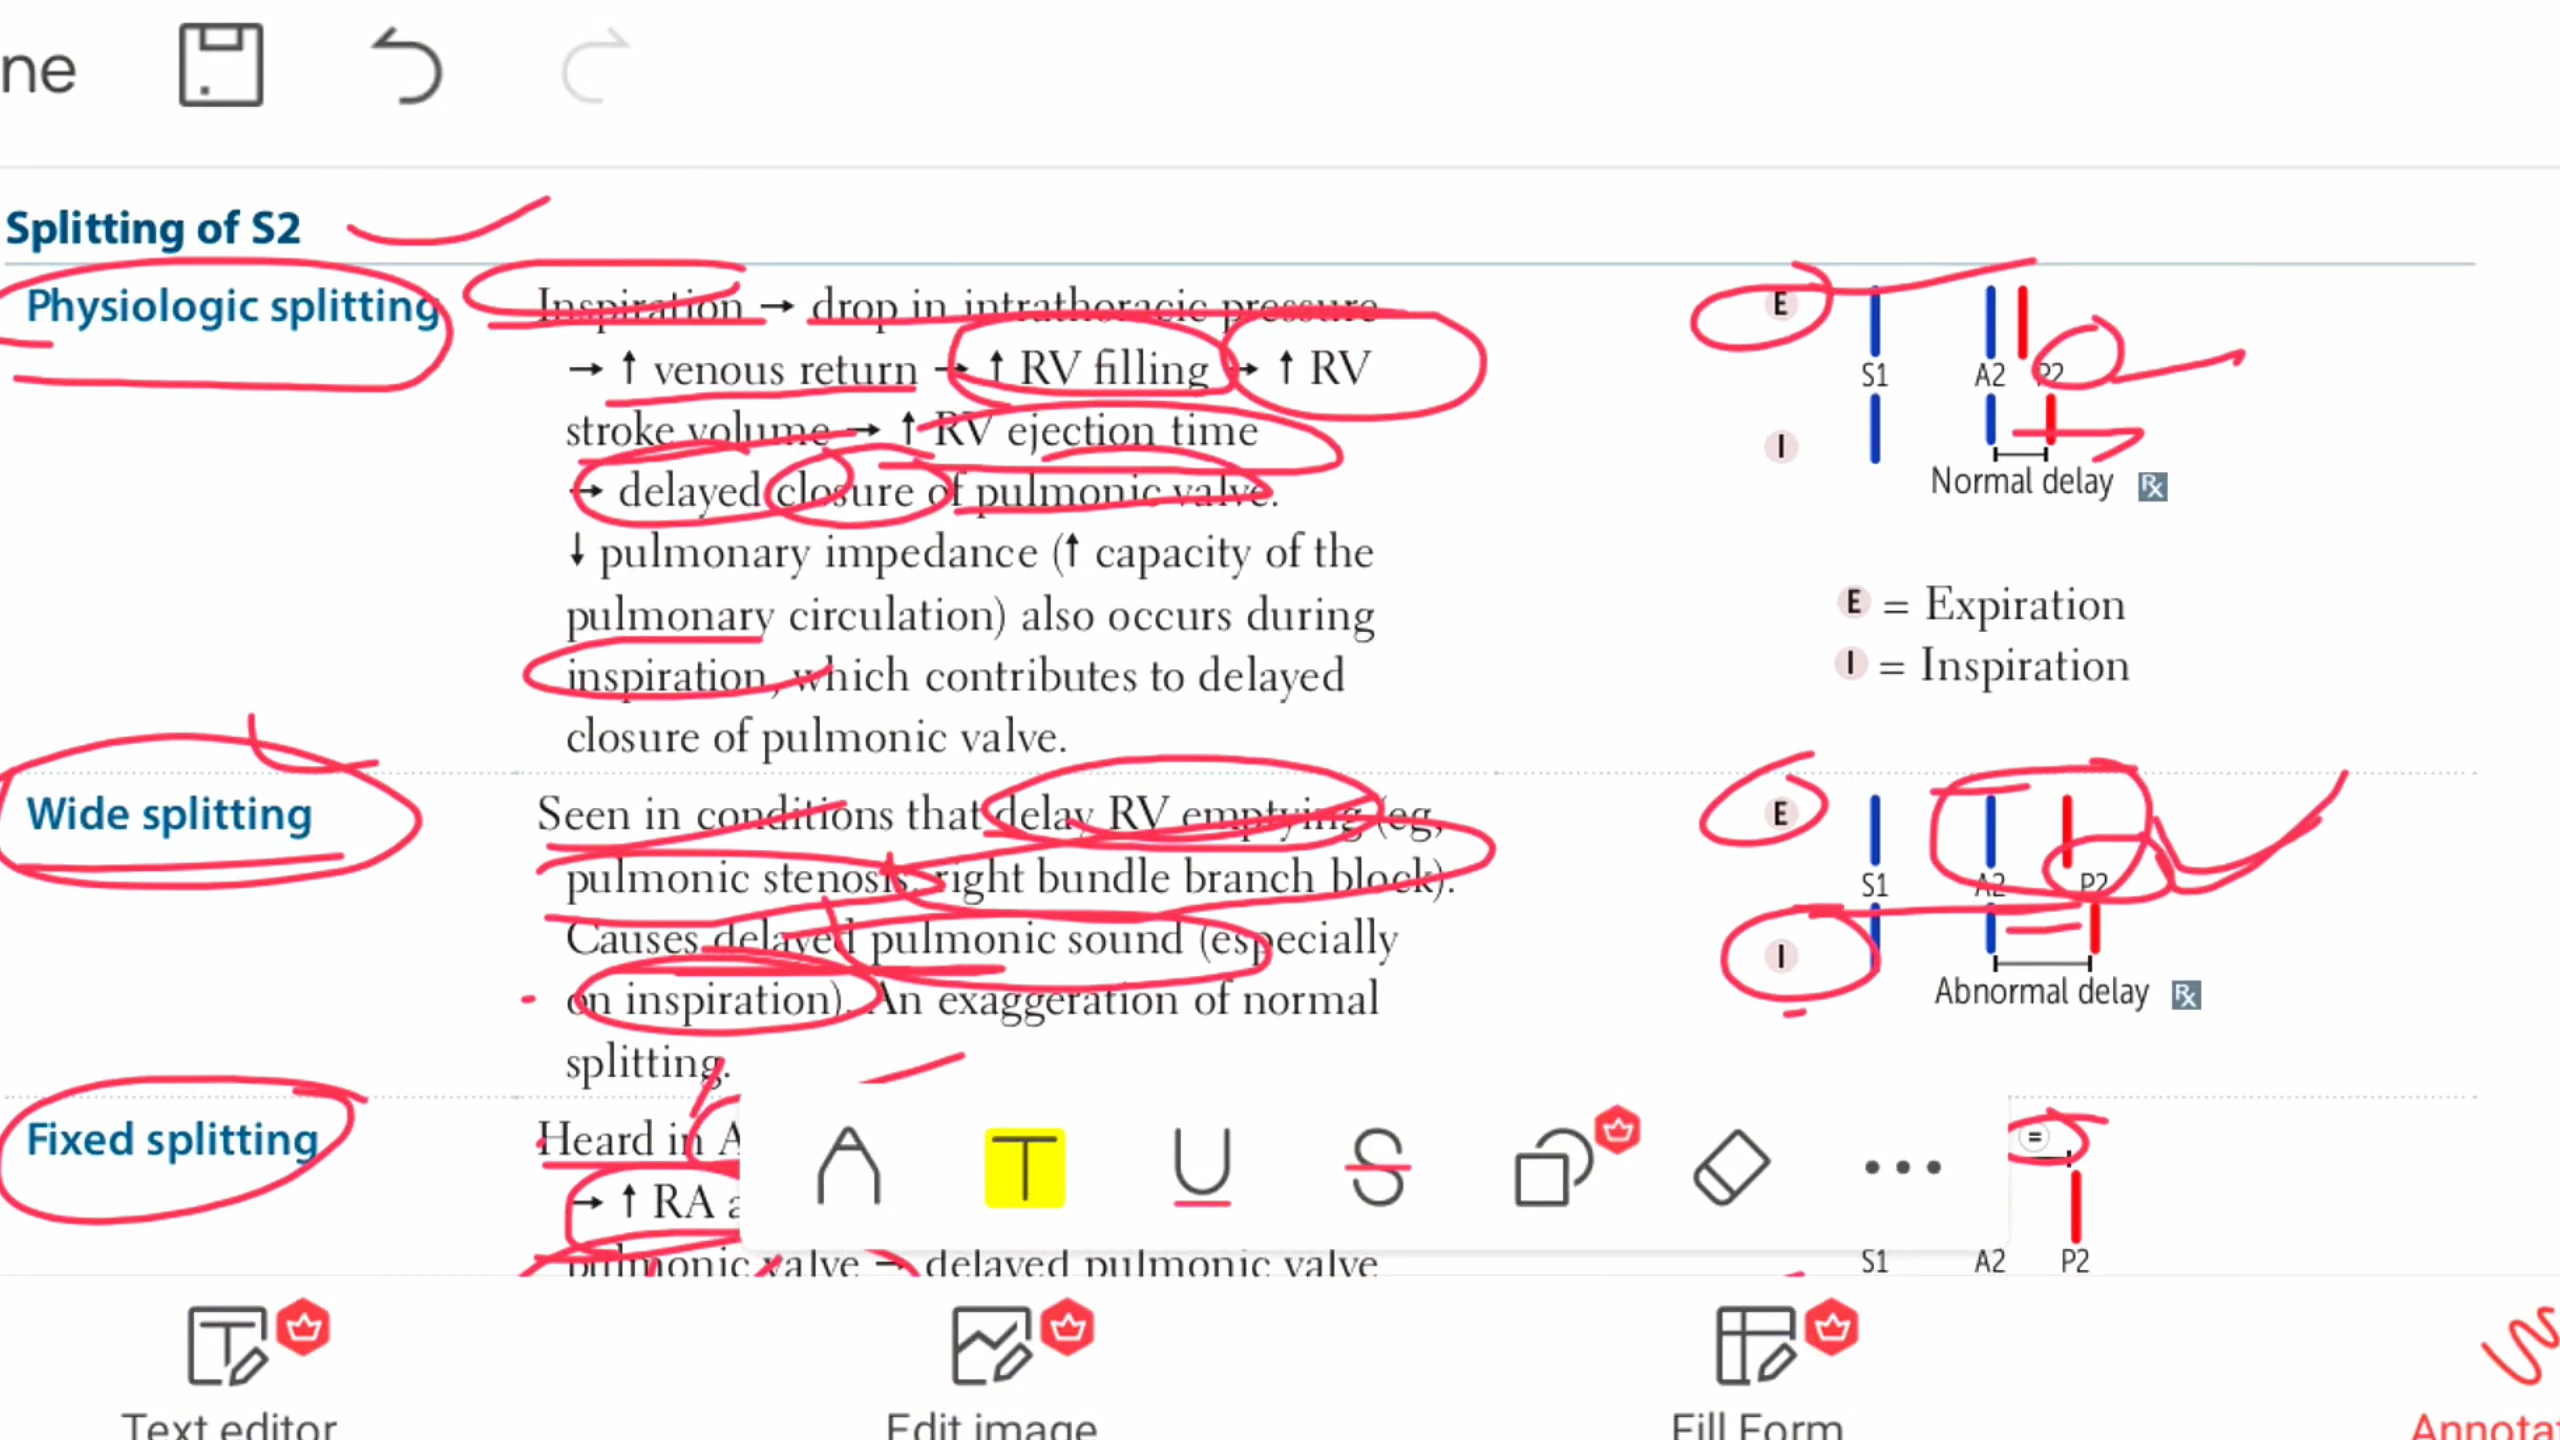 ne
Splitting of S2
Physiologic splitting
Inspiration → drop in intrathoracic pressure
→ ↑ venous return → ↑ RV filling → ↑ RV
stroke volume → ↑ RV ejection time
→ delayed closure of pulmonic valve.
↓ pulmonary impedance (↑ capacity of the
pulmonary circulation) also occurs during
inspiration, which contributes to delayed
closure of pulmonic valve.
E
S1 A2 P2
I
Normal delay Rx
E = Expiration
I = Inspiration
Wide splitting
Seen in conditions that delay RV emptying (eg,
pulmonic stenosis, right bundle branch block).
Causes delayed pulmonic sound (especially
on inspiration). An exaggeration of normal
splitting.
E
S1 A2 P2
I
Abnormal delay Rx
Fixed splitting
Heard in A
→ ↑ RA
pulmonic valve → delayed pulmonic valve
=
S1 A2 P2
A T U S
Text editor
Edit image
Fill Form
Annotat